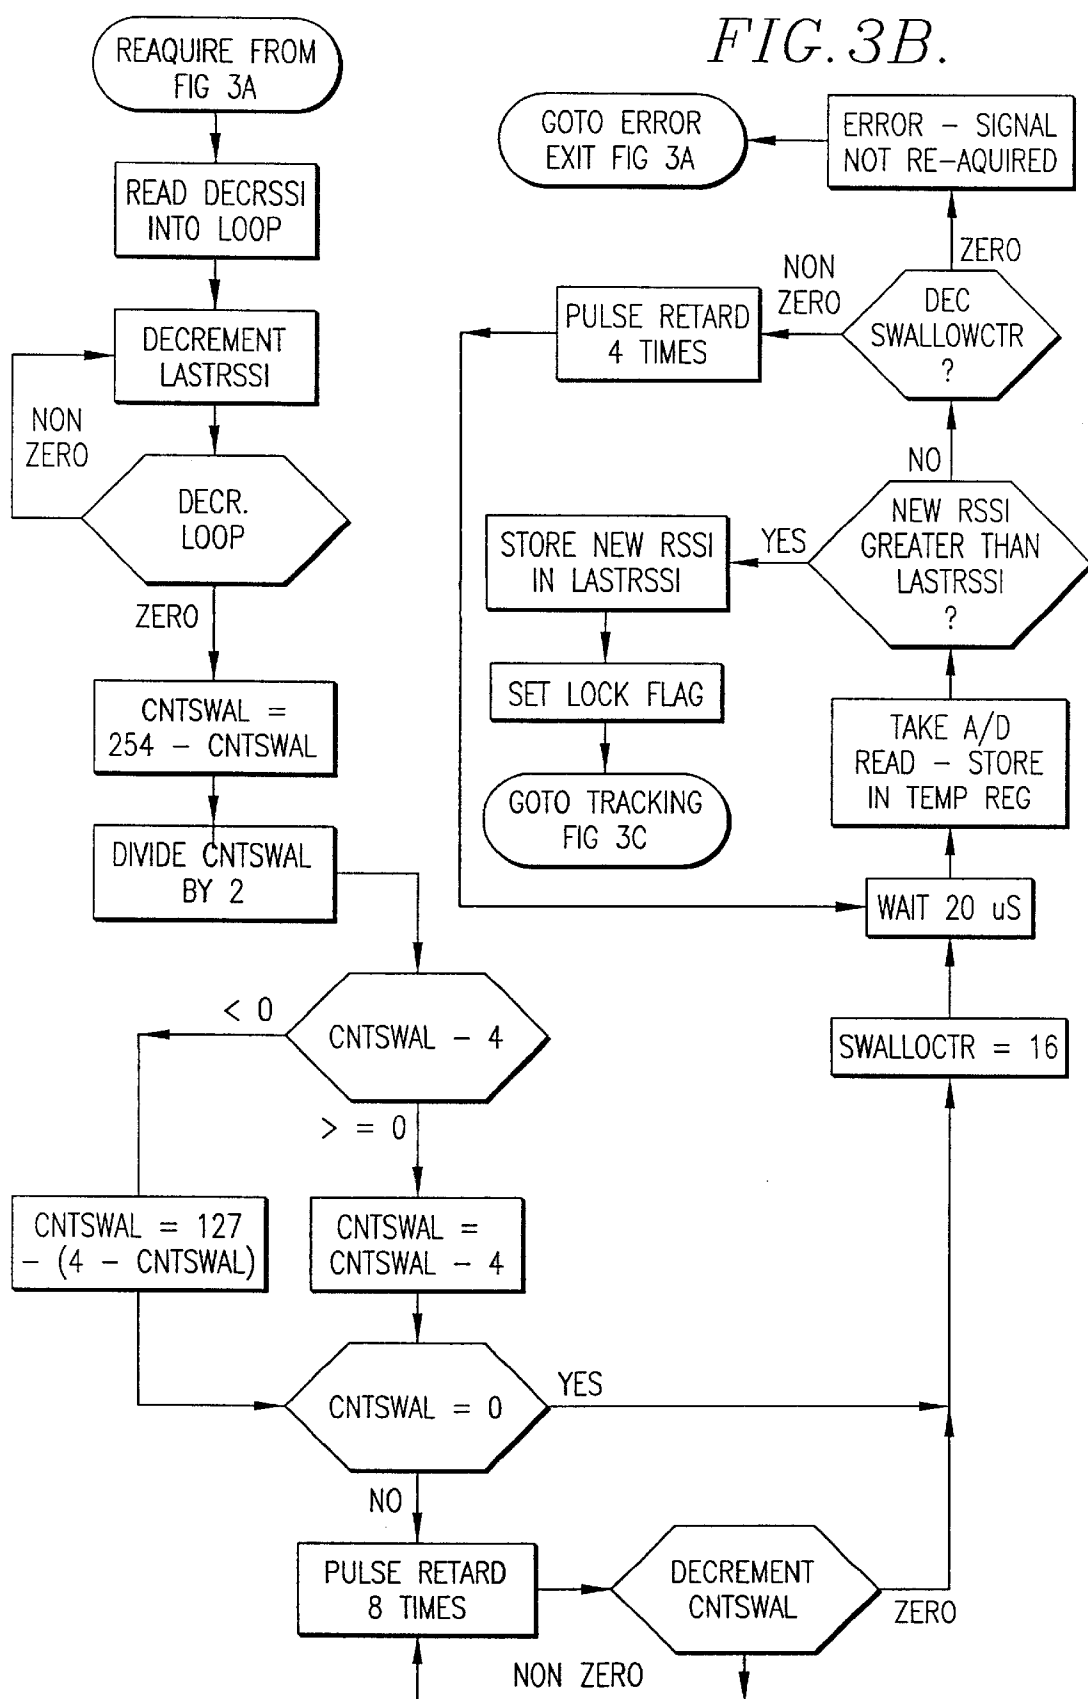 FIG. 3B.
REAQUIRE FROM
FIG 3A
READ DECRSSI
INTO LOOP
DECREMENT
LASTRSSI
NON
ZERO
DECR.
LOOP
ZERO
CNTSWAL =
254 - CNTSWAL
DIVIDE CNTSWAL
BY 2
< 0
CNTSWAL - 4
> = 0
CNTSWAL = 127
- (4 - CNTSWAL)
CNTSWAL =
CNTSWAL - 4
CNTSWAL = 0
YES
NO
PULSE RETARD
8 TIMES
DECREMENT
CNTSWAL
ZERO
NON ZERO
SWALLOCTR = 16
WAIT 20 uS
TAKE A/D
READ - STORE
IN TEMP REG
NEW RSSI
GREATER THAN
LASTRSSI
?
YES
STORE NEW RSSI
IN LASTRSSI
SET LOCK FLAG
GOTO TRACKING
FIG 3C
NO
DEC
SWALLOWCTR
?
NON
ZERO
PULSE RETARD
4 TIMES
ZERO
ERROR - SIGNAL
NOT RE-AQUIRED
GOTO ERROR
EXIT FIG 3A